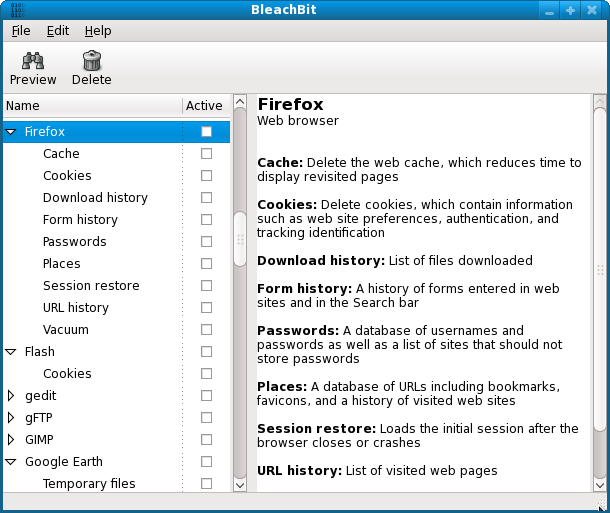 BleachBit
File Edit Help
Preview Delete
Name Active
Firefox
Cache
Cookies
Download history
Form history
Passwords
Places
Session restore
URL history
Vacuum
Flash
Cookies
gedit
gFTP
GIMP
Google Earth
Temporary files
Firefox
Web browser
Cache: Delete the web cache, which reduces time to
display revisited pages
Cookies: Delete cookies, which contain information
such as web site preferences, authentication, and
tracking identification
Download history: List of files downloaded
Form history: A history of forms entered in web
sites and in the Search bar
Passwords: A database of usernames and
passwords as well as a list of sites that should not
store passwords
Places: A database of URLs including bookmarks,
favicons, and a history of visited web sites
Session restore: Loads the initial session after the
browser closes or crashes
URL history: List of visited web pages